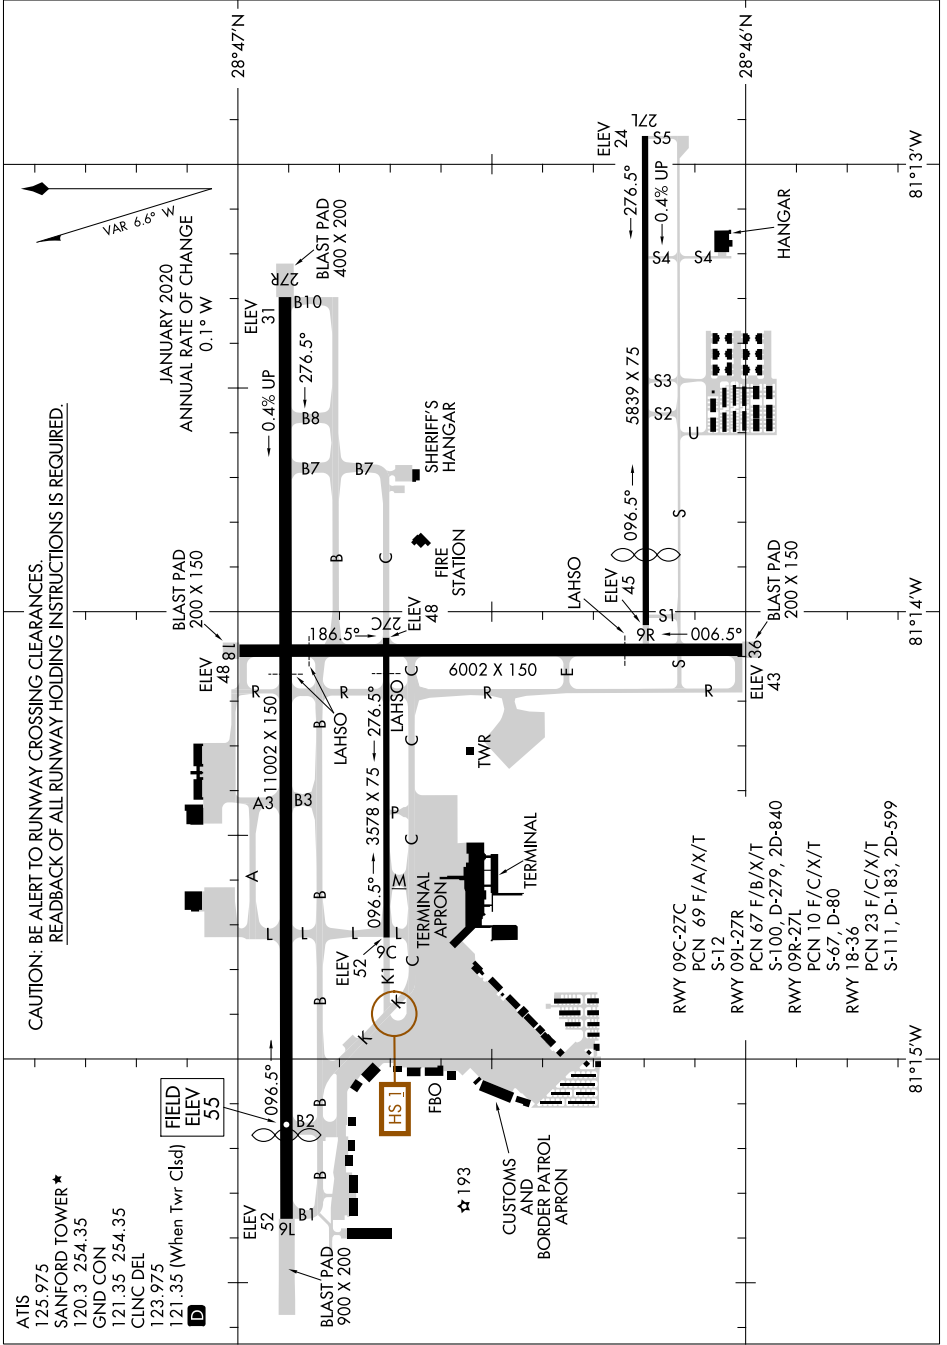 CAUTION: BE ALERT TO RUNWAY CROSSING CLEARANCES.
READBACK OF ALL RUNWAY HOLDING INSTRUCTIONS IS REQUIRED.
ATIS
125.975
SANFORD TOWER★
120.3 254.35
GND CON
121.35 254.35
CLNC DEL
123.975
121.35 (When Twr Clsd)
D
JANUARY 2020
ANNUAL RATE OF CHANGE
0.1° W
VAR 6.6° W
28°47'N
28°46'N
81°13'W
81°14'W
81°15'W
FIELD
ELEV
55
ELEV
52
9L
BLAST PAD
900 X 200
096.5°
11002 X 150
0.4% UP
276.5°
ELEV
31
27R
BLAST PAD
400 X 200
B1
B2
B
B
B
B
B
B
B3
B7
B7
B8
B10
A
A3
L
L
L
L
R
R
R
R
BLAST PAD
200 X 150
ELEV
48
18
186.5°
6002 X 150
006.5°
36
ELEV
43
BLAST PAD
200 X 150
LAHSO
LAHSO
LAHSO
ELEV
52
9C
096.5°
3578 X 75
276.5°
27C
ELEV
48
K1
K
K
HS 1
C
C
C
C
C
M
P
E
TERMINAL
APRON
TERMINAL
TWR
FBO
CUSTOMS
AND
BORDER PATROL
APRON
193
FIRE
STATION
SHERIFF'S
HANGAR
ELEV
45
9R
096.5°
5839 X 75
276.5°
0.4% UP
ELEV
24
27L
S
S
S1
S2
S3
S4
S4
S5
U
HANGAR
RWY 09C-27C
PCN 69 F/A/X/T
S-12
RWY 09L-27R
PCN 67 F/B/X/T
S-100, D-279, 2D-840
RWY 09R-27L
PCN 10 F/C/X/T
S-67, D-80
RWY 18-36
PCN 23 F/C/X/T
S-111, D-183, 2D-599